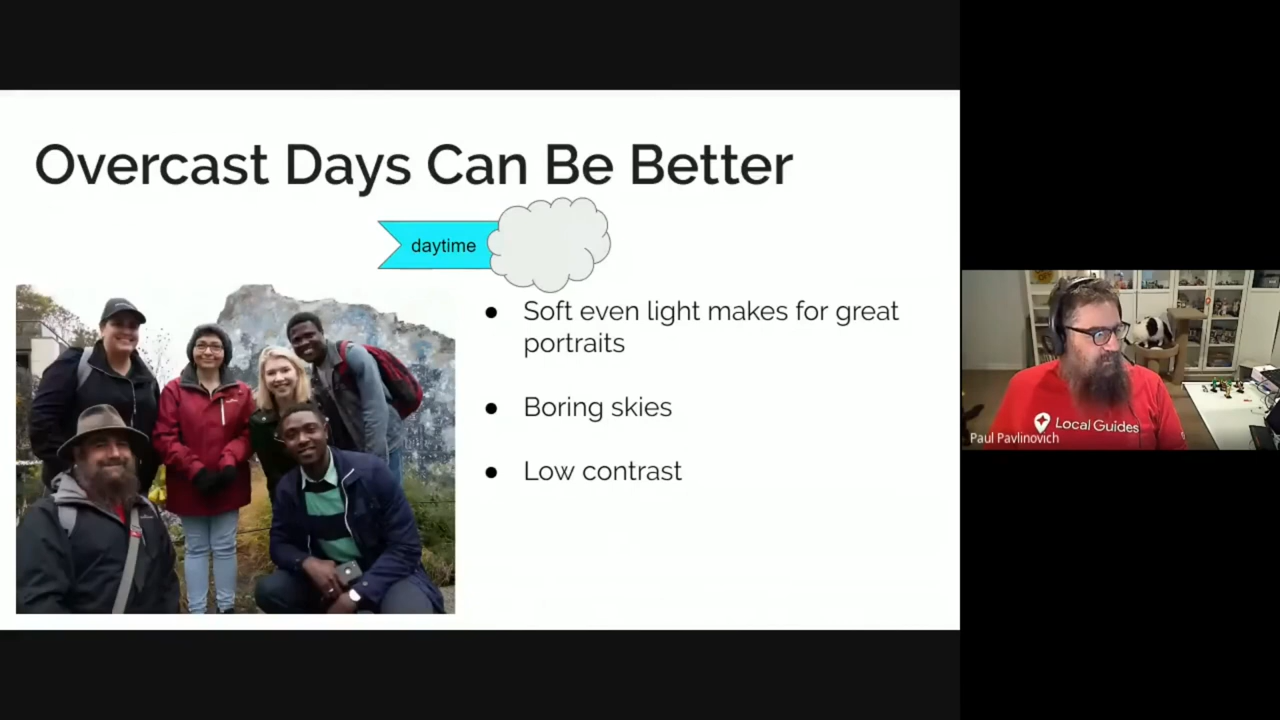 Overcast Days Can Be Better
daytime
● Soft even light makes for great
portraits
● Boring skies
● Low contrast
Local Guides
Paul Pavlinovich